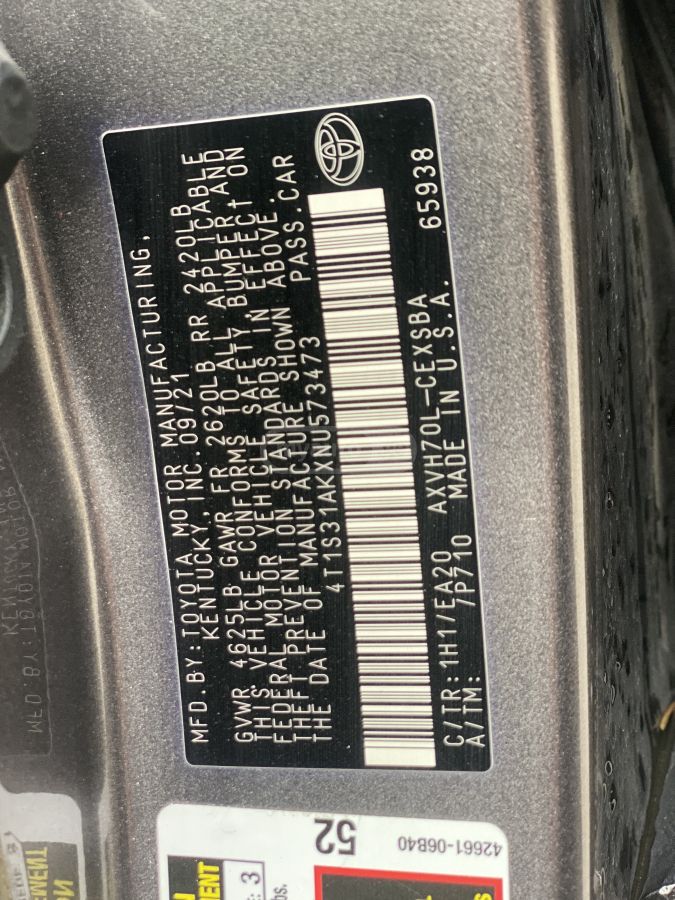 MFD.BY:TOYOTA MOTOR MANUFACTURING,
KENTUCKY, INC. 09/21
GVWR 4625LB GAWR FR 2620LB RR 2420LB
THIS VEHICLE CONFORMS TO ALL APPLICABLE
FEDERAL MOTOR VEHICLE SAFETY, BUMPER, AND
THEFT PREVENTION STANDARDS IN EFFECT ON
THE DATE OF MANUFACTURE SHOWN ABOVE.
4T1S31AKXNU573473 PASS.CAR
C/TR: 1H1/EA20 AXVH70L-CEXSBA 65938
A/TM: /P710 MADE IN U.S.A.
52
42661-06B40